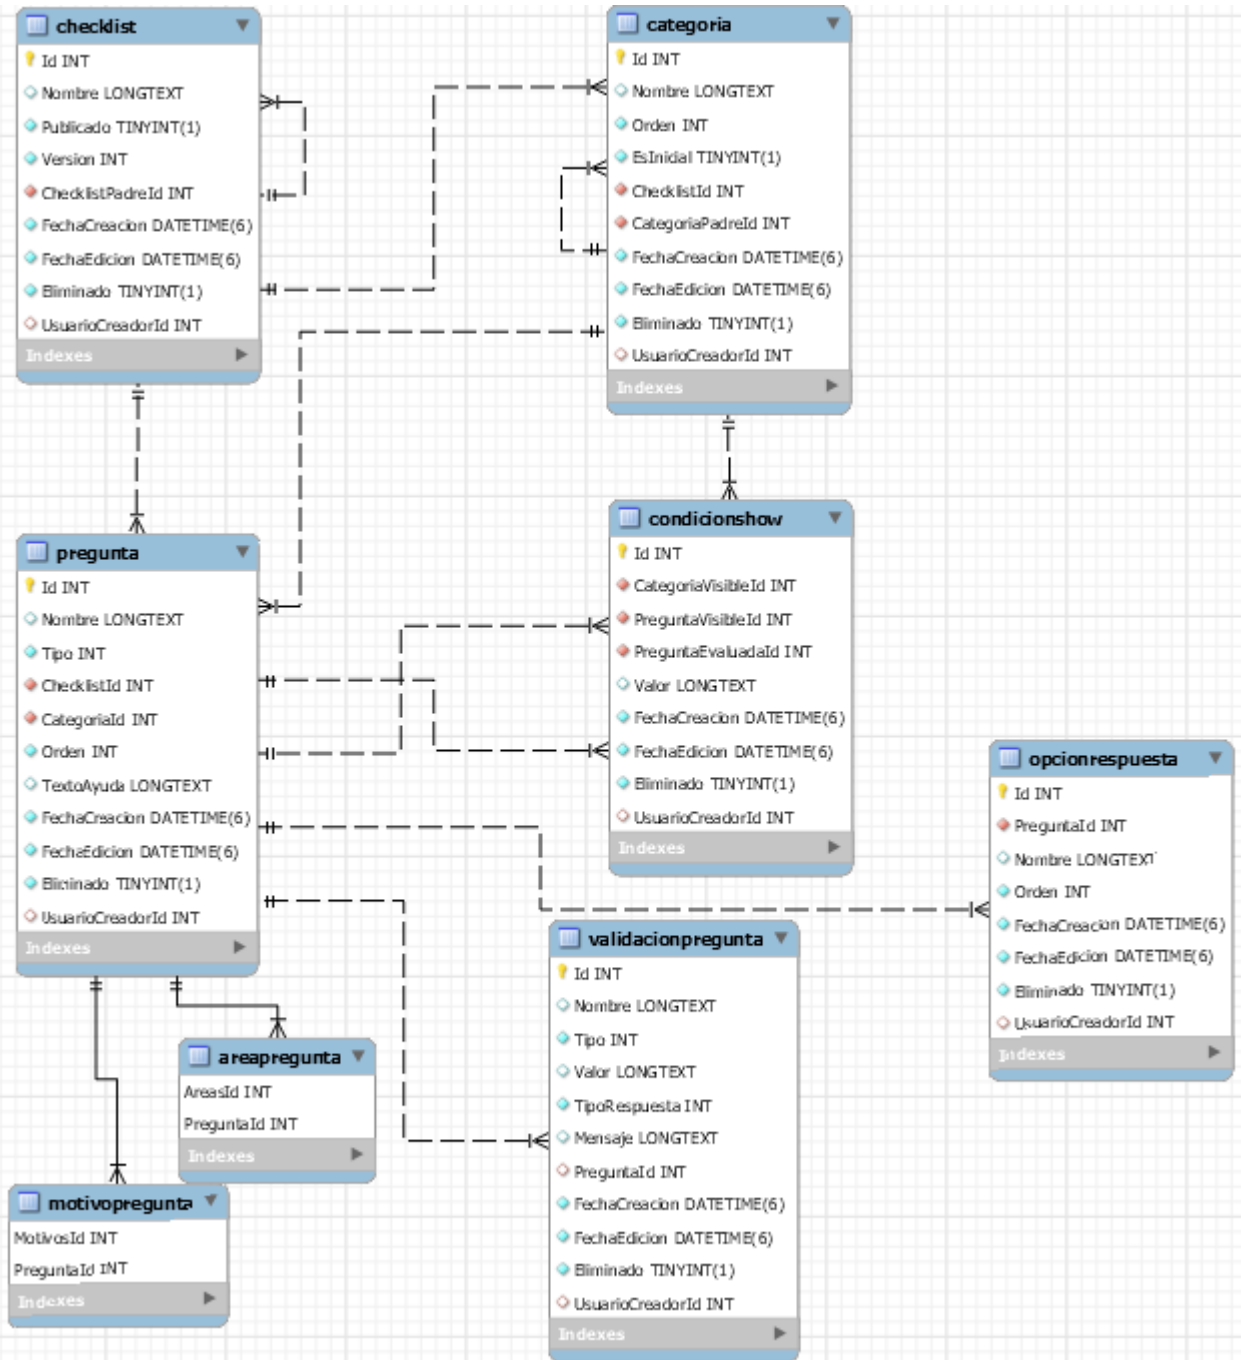 checklist
Id INT
Nombre LONGTEXT
Publicado TINYINT(1)
Version INT
ChecklistPadreId INT
FechaCreacion DATETIME(6)
FechaEdicion DATETIME(6)
Eliminado TINYINT(1)
UsuarioCreadorId INT
Indexes
categoria
Id INT
Nombre LONGTEXT
Orden INT
EsInicial TINYINT(1)
ChecklistId INT
CategoriaPadreId INT
FechaCreacion DATETIME(6)
FechaEdicion DATETIME(6)
Eliminado TINYINT(1)
UsuarioCreadorId INT
Indexes
pregunta
Id INT
Nombre LONGTEXT
Tipo INT
ChecklistId INT
CategoriaId INT
Orden INT
TextoAyuda LONGTEXT
FechaCreacion DATETIME(6)
FechaEdicion DATETIME(6)
Eliminado TINYINT(1)
UsuarioCreadorId INT
Indexes
condicionshow
Id INT
CategoriaVisibleId INT
PreguntaVisibleId INT
PreguntaEvaluadaId INT
Valor LONGTEXT
FechaCreacion DATETIME(6)
FechaEdicion DATETIME(6)
Eliminado TINYINT(1)
UsuarioCreadorId INT
Indexes
opcionrespuesta
Id INT
PreguntaId INT
Nombre LONGTEXT
Orden INT
FechaCreacion DATETIME(6)
FechaEdicion DATETIME(6)
Eliminado TINYINT(1)
UsuarioCreadorId INT
Indexes
validacionpregunta
Id INT
Nombre LONGTEXT
Tipo INT
Valor LONGTEXT
TipoRespuesta INT
Mensaje LONGTEXT
PreguntaId INT
FechaCreacion DATETIME(6)
FechaEdicion DATETIME(6)
Eliminado TINYINT(1)
UsuarioCreadorId INT
Indexes
areapregunta
AreasId INT
PreguntaId INT
Indexes
motivopregunta
MotivosId INT
PreguntaId INT
Indexes